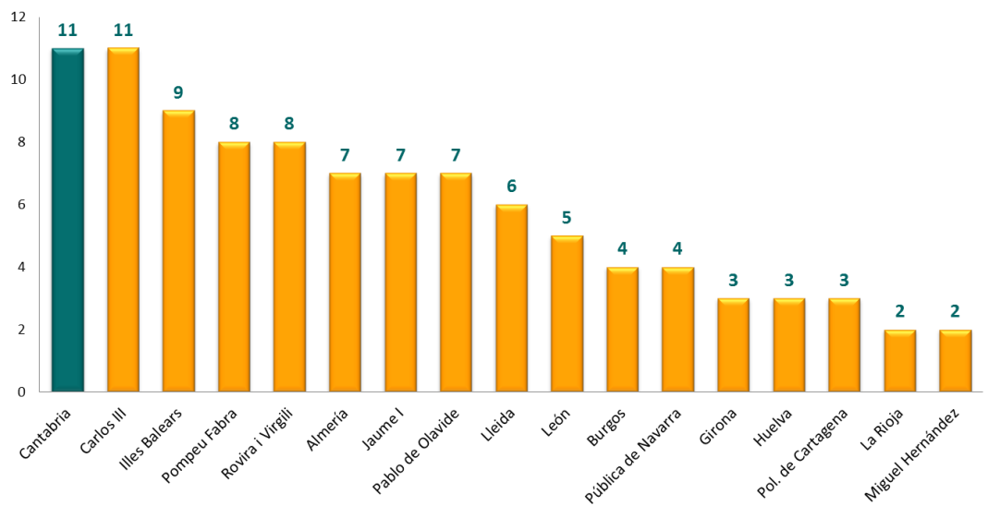 12
10
8
6
4
2
0
11
11
9
8
8
7
7
7
6
5
4
4
3
3
3
2
2
Cantabria
Carlos III
Illes Balears
Pompeu Fabra
Rovira i Virgili
Almería
Jaume I
Pablo de Olavide
Lleida
León
Burgos
Pública de Navarra
Girona
Huelva
Pol. de Cartagena
La Rioja
Miguel Hernández